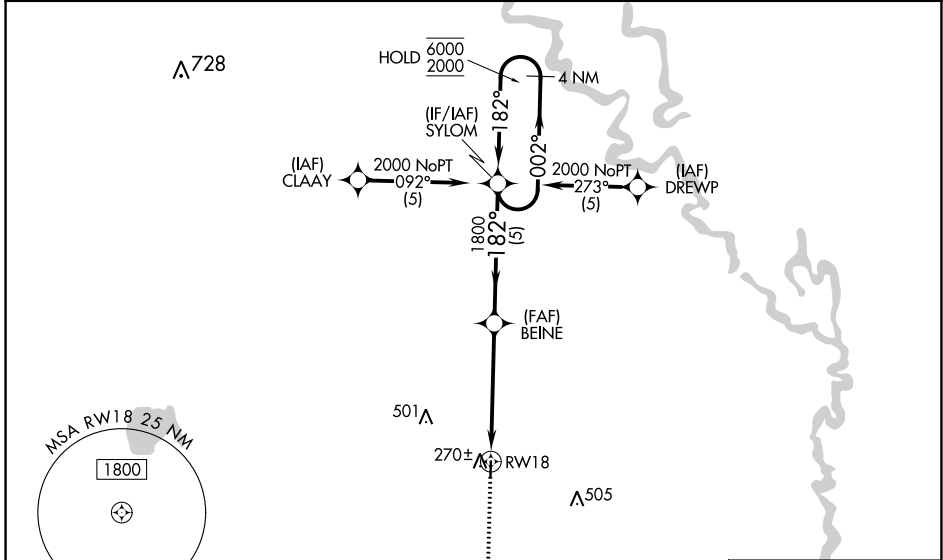 728
HOLD 6000
2000
4 NM
182°
002°
(IF/IAF)
SYLOM
(IAF)
CLAAY
2000 NoPT
092°
(5)
2000 NoPT
273°
(5)
(IAF)
DREWP
1800
182°
(5)
(FAF)
BEINE
501
270±
RW18
505
MSA RW18 25 NM
1800